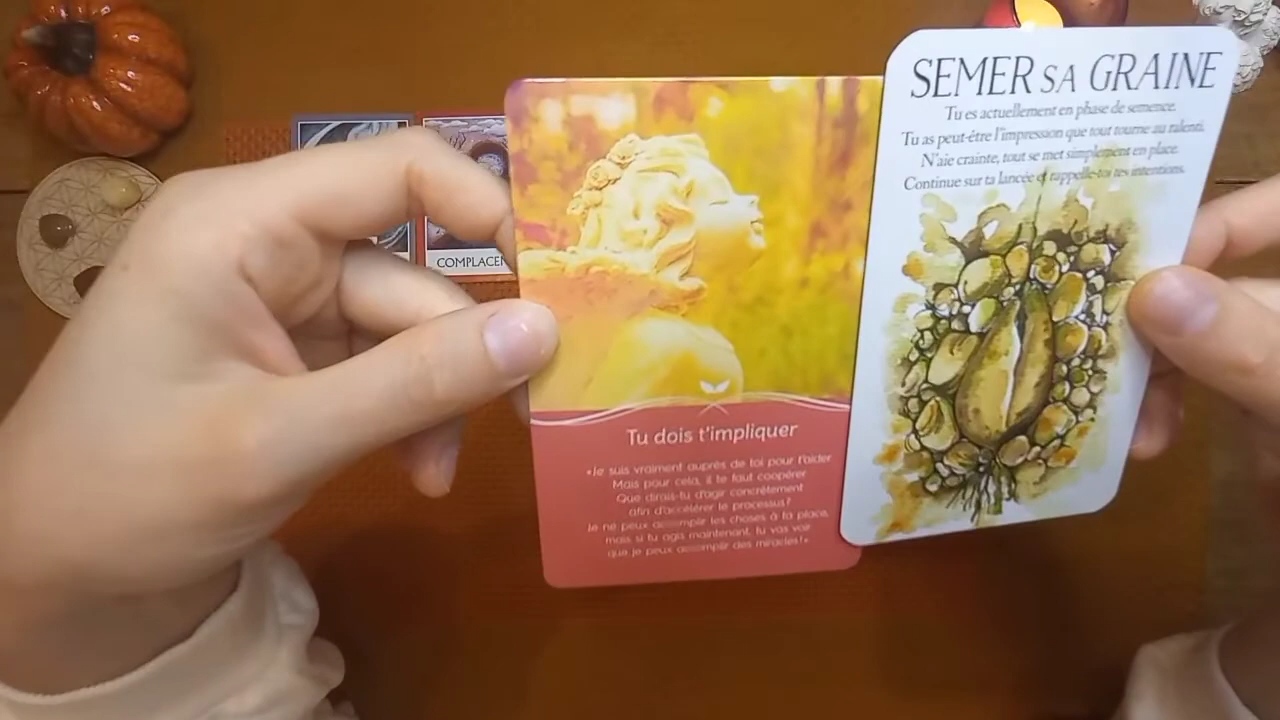 COMPLACEN
Tu dois t'impliquer
«Je suis vraiment auprès de toi pour t'aider
Mais pour cela, il te faut coopérer
Que dirais-tu d'agir concrètement
afin d'accélérer le processus?
Je ne peux accomplir les choses à ta place,
mais si tu agis maintenant, tu vas voir
que je peux accomplir des miracles!»
SEMER SA GRAINE
Tu es actuellement en phase de semence.
Tu as peut-être l'impression que tout tourne au ralenti.
N'aie crainte, tout se met simplement en place.
Continue sur ta lancée et rappelle-toi tes intentions.